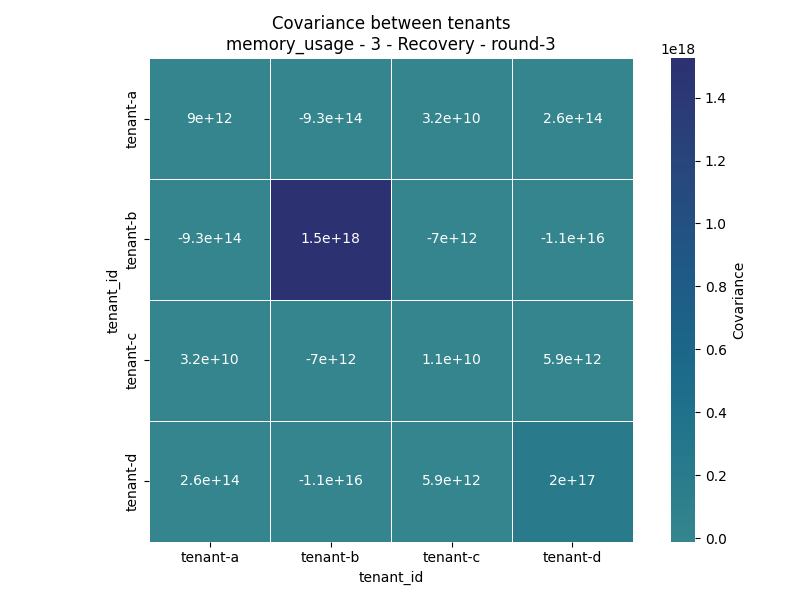 Covariance between tenants
memory_usage - 3 - Recovery - round-3
1e18
tenant-a
9e+12
-9.3e+14
3.2e+10
2.6e+14
tenant-b
-9.3e+14
1.5e+18
-7e+12
-1.1e+16
tenant-c
3.2e+10
-7e+12
1.1e+10
5.9e+12
tenant-d
2.6e+14
-1.1e+16
5.9e+12
2e+17
tenant_id
tenant-a
tenant-b
tenant-c
tenant-d
tenant_id
1.4
1.2
1.0
0.8
0.6
0.4
0.2
0.0
Covariance